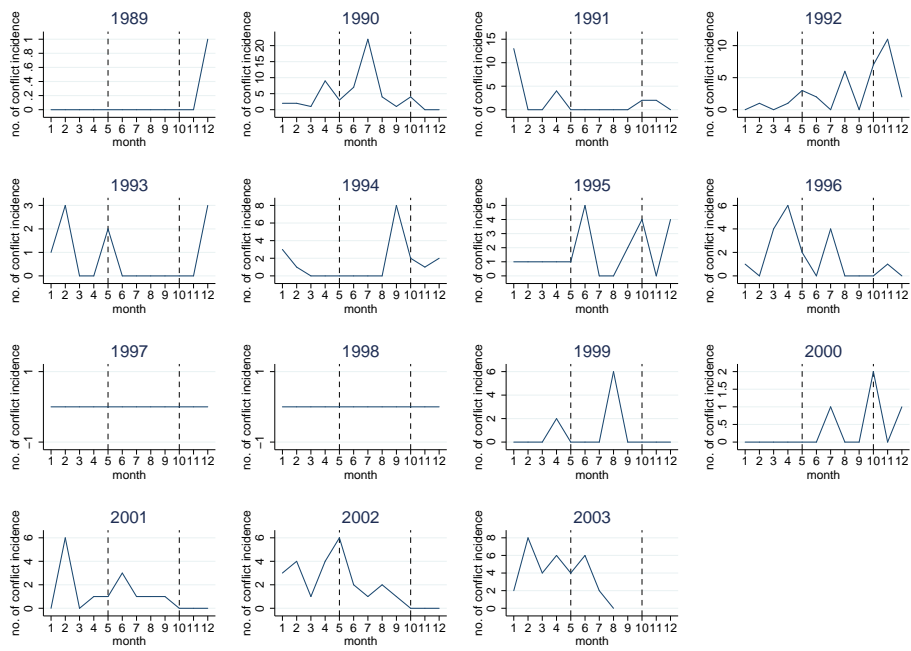 1989
no. of conflict incidence
0 .2 .4 .6 .8 1
1 2 3 4 5 6 7 8 9 10 11 12
month
1990
no. of conflict incidence
0 5 10 15 20
1 2 3 4 5 6 7 8 9 10 11 12
month
1991
no. of conflict incidence
0 5 10 15
1 2 3 4 5 6 7 8 9 10 11 12
month
1992
no. of conflict incidence
0 5 10
1 2 3 4 5 6 7 8 9 10 11 12
month
1993
no. of conflict incidence
0 1 2 3
1 2 3 4 5 6 7 8 9 10 11 12
month
1994
no. of conflict incidence
0 2 4 6 8
1 2 3 4 5 6 7 8 9 10 11 12
month
1995
no. of conflict incidence
0 1 2 3 4 5
1 2 3 4 5 6 7 8 9 10 11 12
month
1996
no. of conflict incidence
0 2 4 6
1 2 3 4 5 6 7 8 9 10 11 12
month
1997
no. of conflict incidence
−1 1
1 2 3 4 5 6 7 8 9 10 11 12
month
1998
no. of conflict incidence
−1 1
1 2 3 4 5 6 7 8 9 10 11 12
month
1999
no. of conflict incidence
0 2 4 6
1 2 3 4 5 6 7 8 9 10 11 12
month
2000
no. of conflict incidence
0 .5 1 1.5 2
1 2 3 4 5 6 7 8 9 10 11 12
month
2001
no. of conflict incidence
0 2 4 6
1 2 3 4 5 6 7 8 9 10 11 12
month
2002
no. of conflict incidence
0 2 4 6
1 2 3 4 5 6 7 8 9 10 11 12
month
2003
no. of conflict incidence
0 2 4 6 8
1 2 3 4 5 6 7 8 9 10 11 12
month